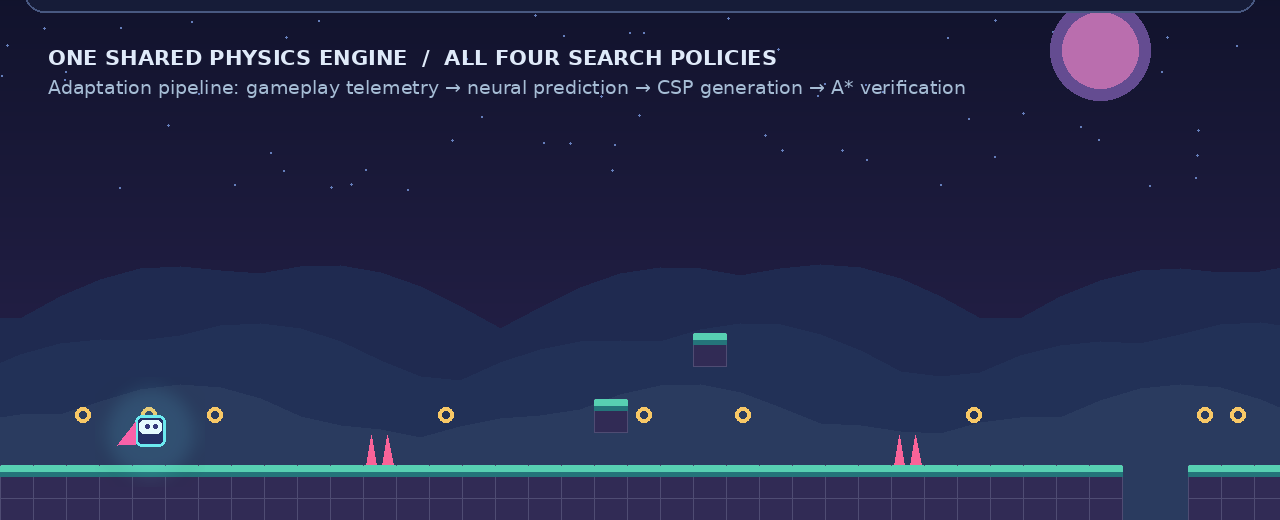 ONE SHARED PHYSICS ENGINE / ALL FOUR SEARCH POLICIES
Adaptation pipeline: gameplay telemetry → neural prediction → CSP generation → A* verification